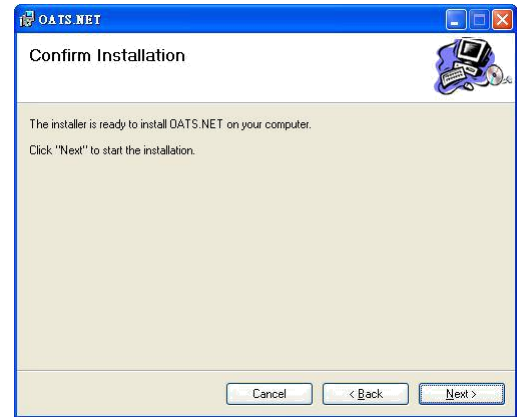 OATS.NET
Confirm Installation
The installer is ready to install OATS.NET on your computer.
Click "Next" to start the installation.
Cancel
< Back
Next >